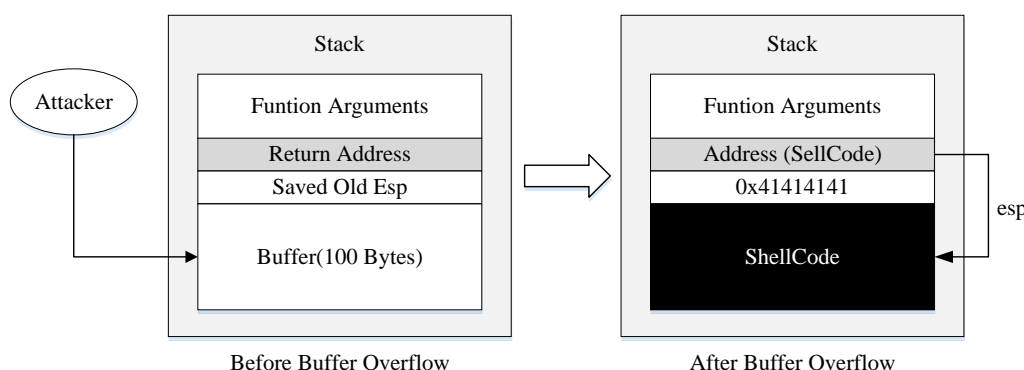 Stack
Funtion Arguments
Return Address
Saved Old Esp
Buffer(100 Bytes)
Before Buffer Overflow
Attacker
Stack
Funtion Arguments
Address (SellCode)
0x41414141
ShellCode
esp
After Buffer Overflow